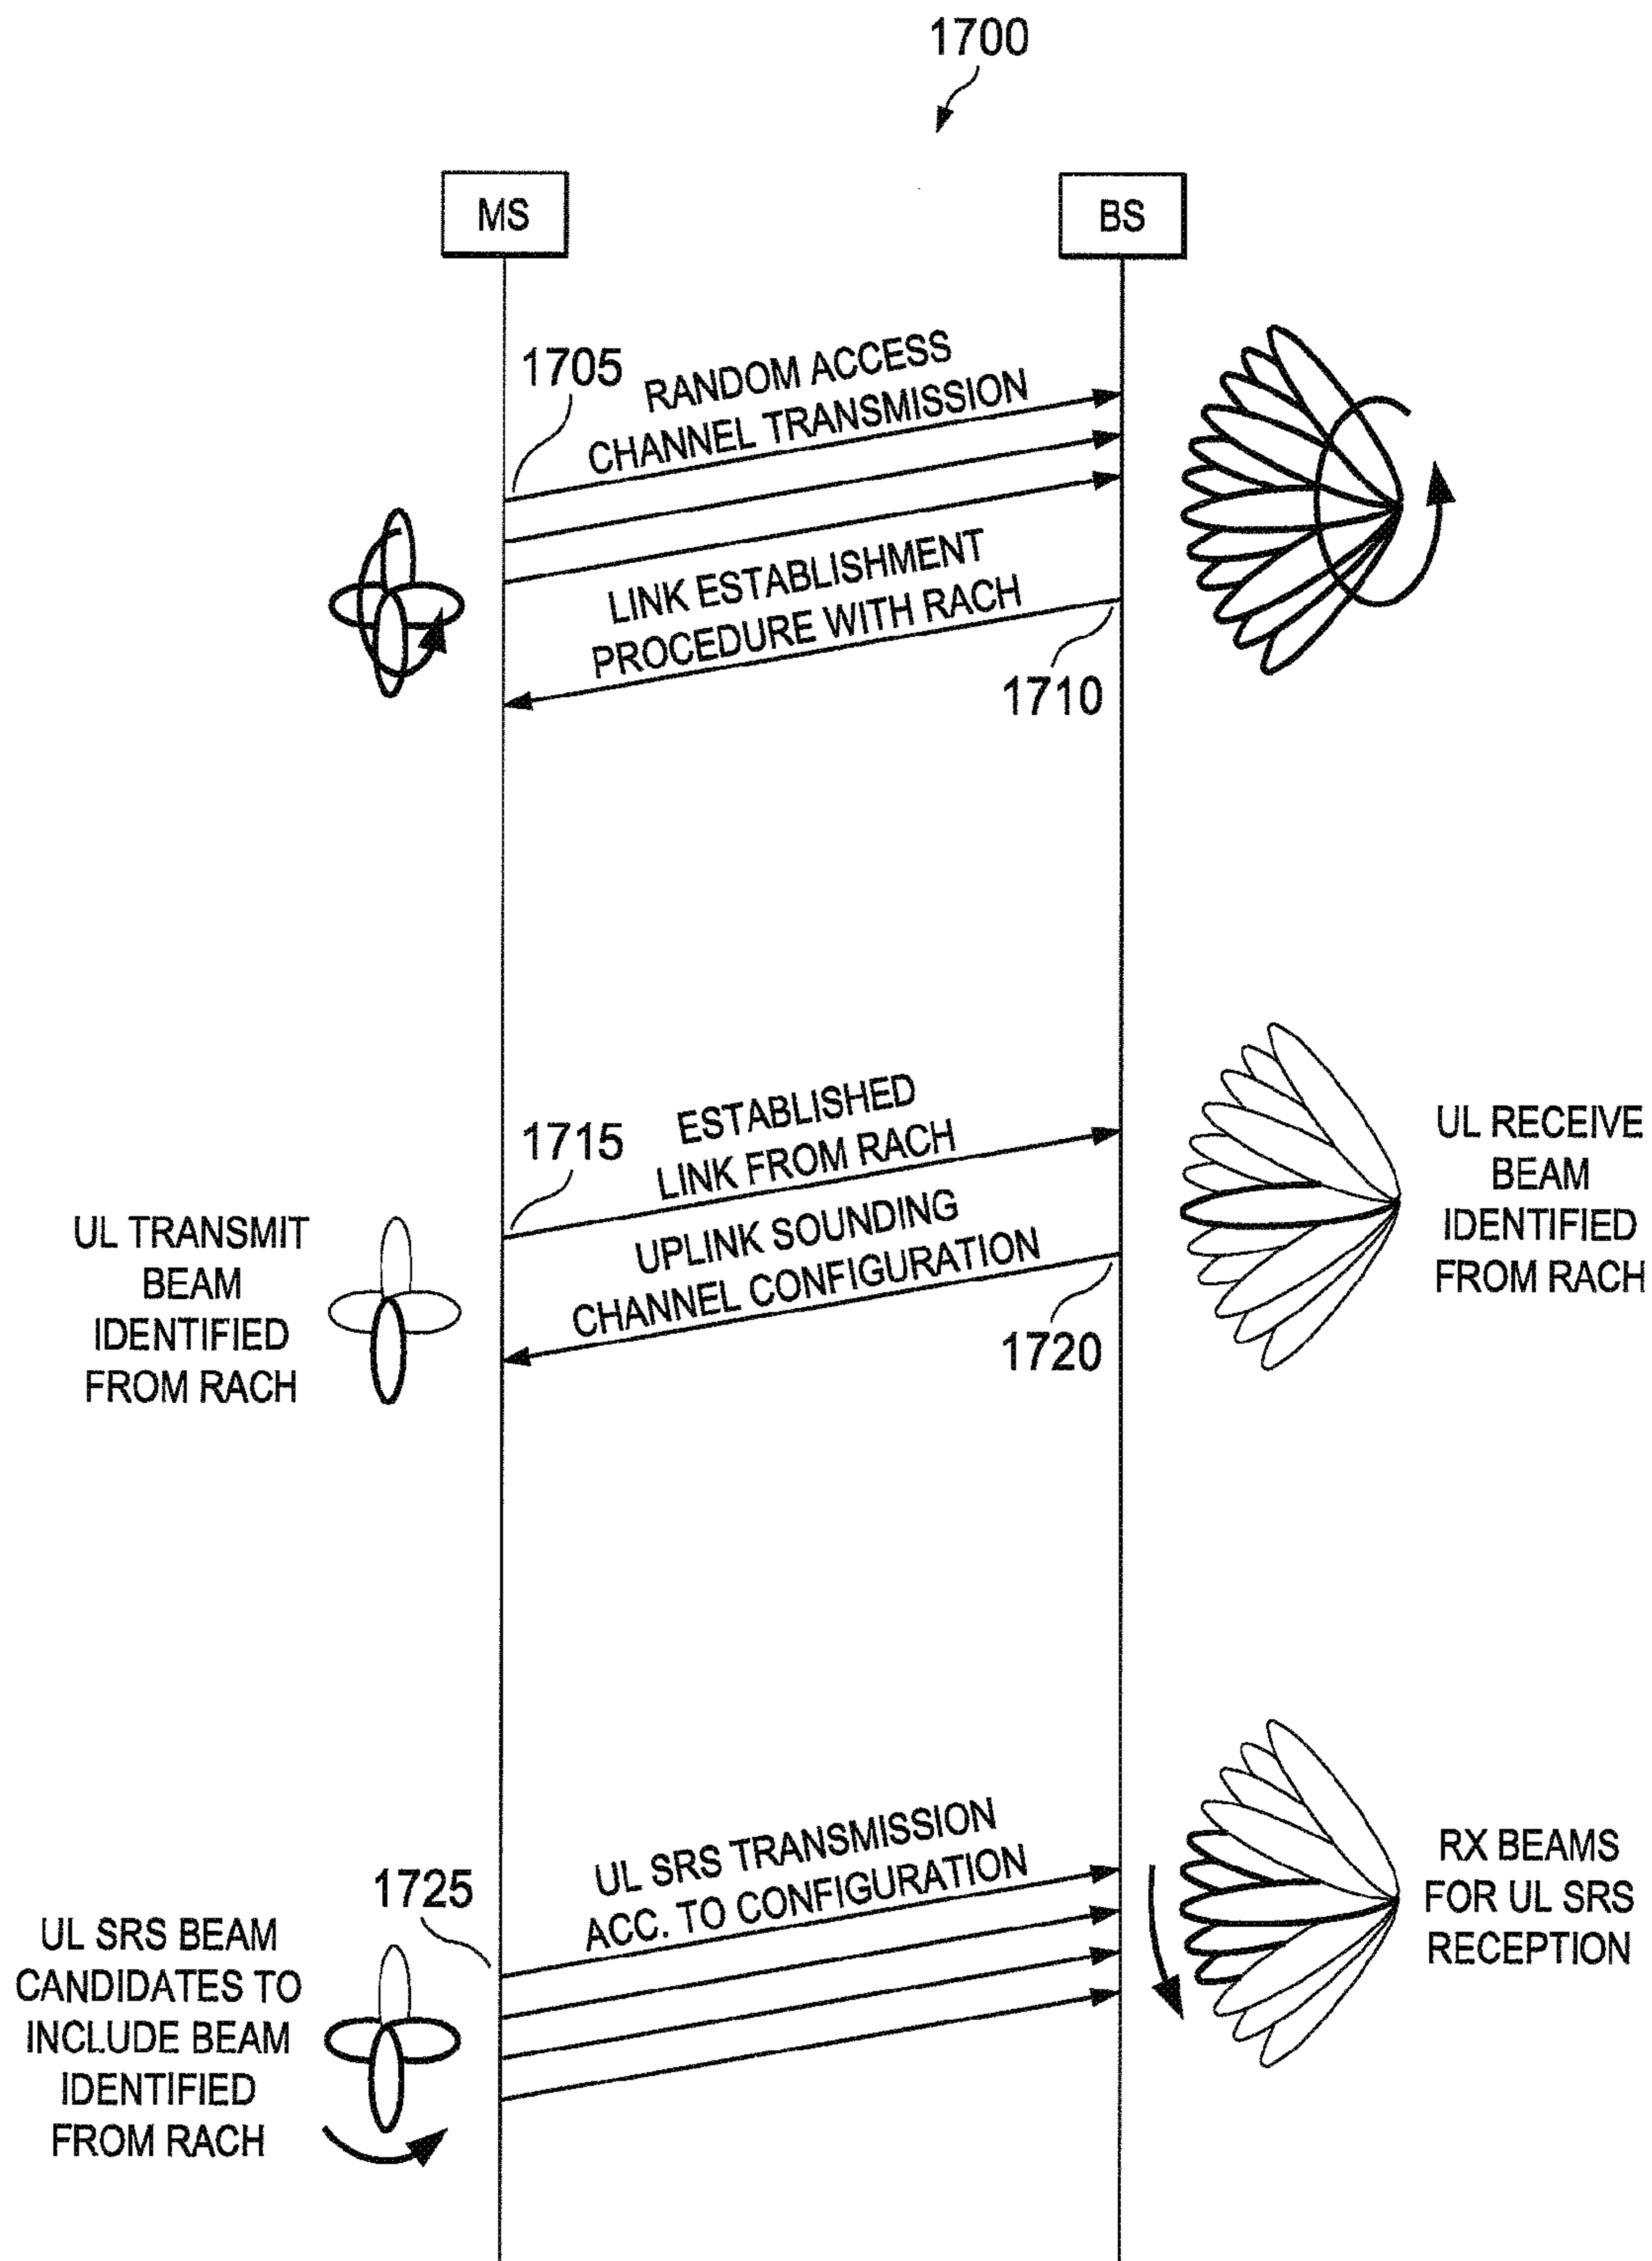 1700
MS
BS
1705
RANDOM ACCESS
CHANNEL TRANSMISSION
LINK ESTABLISHMENT
PROCEDURE WITH RACH
1710
1715
ESTABLISHED
LINK FROM RACH
UL RECEIVE
BEAM
IDENTIFIED
FROM RACH
UL TRANSMIT
BEAM
IDENTIFIED
FROM RACH
UPLINK SOUNDING
CHANNEL CONFIGURATION
1720
1725
UL SRS TRANSMISSION
ACC. TO CONFIGURATION
RX BEAMS
FOR UL SRS
RECEPTION
UL SRS BEAM
CANDIDATES TO
INCLUDE BEAM
IDENTIFIED
FROM RACH